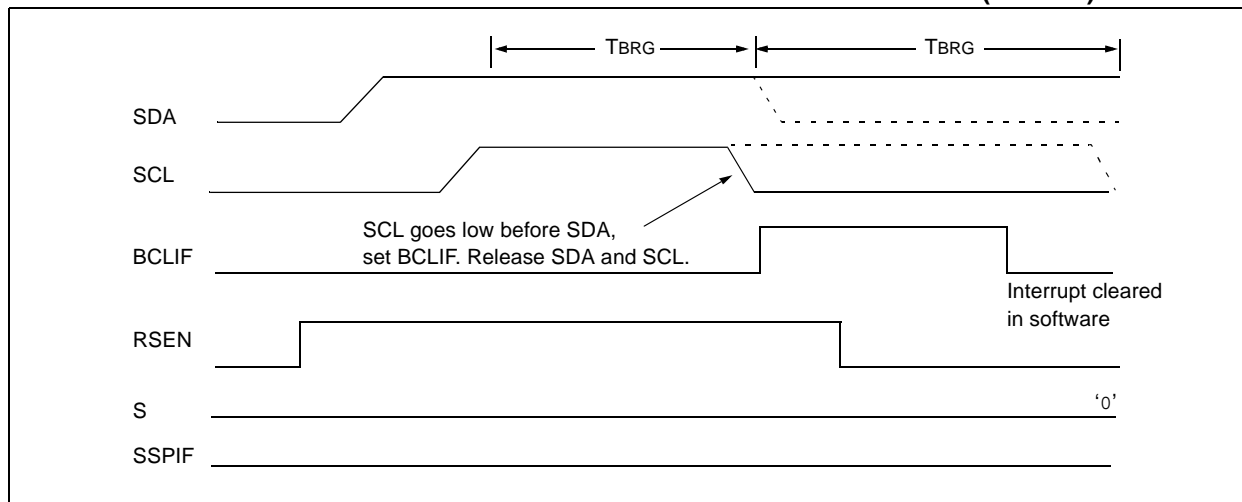 TBRG
TBRG
SDA
SCL
SCL goes low before SDA,
set BCLIF. Release SDA and SCL.
BCLIF
Interrupt cleared
in software
RSEN
S
‘0’
SSPIF